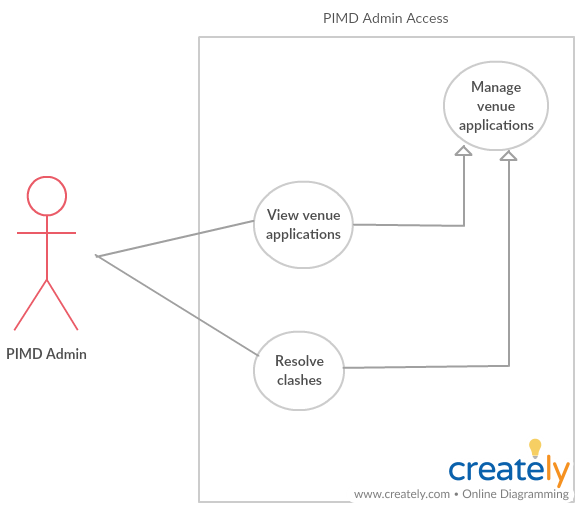 PIMD Admin Access
Manage
venue
applications
View venue
applications
PIMD Admin
Resolve
clashes
creately
www.creately.com • Online Diagramming